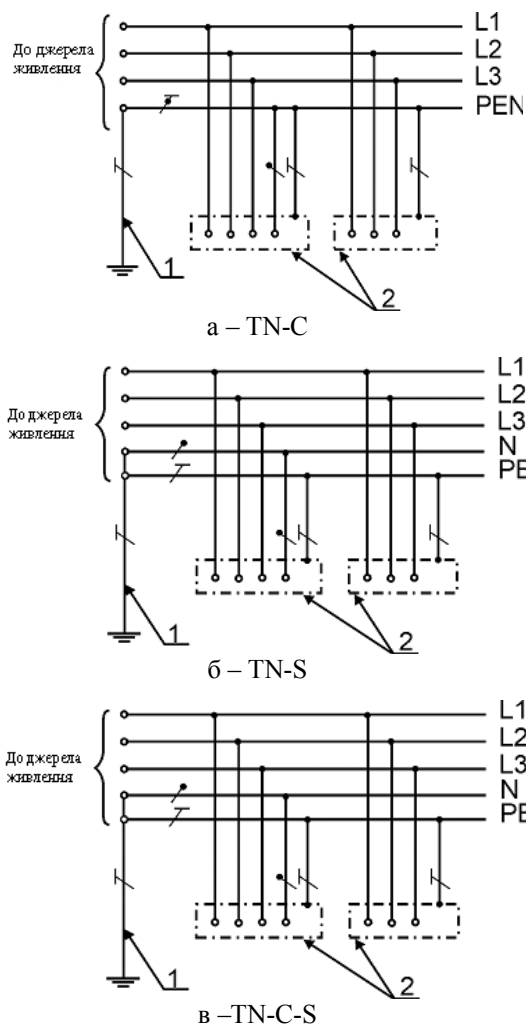 До джерела
живлення
L1
L2
L3
PEN
1
2
а – TN-C
До джерела
живлення
L1
L2
L3
N
PE
1
2
б – TN-S
До джерела
живлення
L1
L2
L3
N
PE
1
2
в –TN-C-S